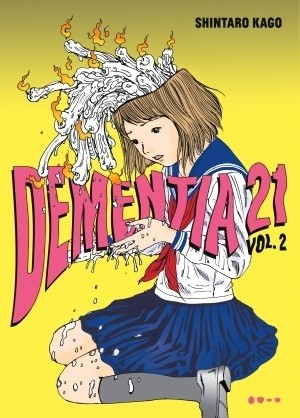 SHINTARO KAGO
DEMENTIA 21
VOL. 2